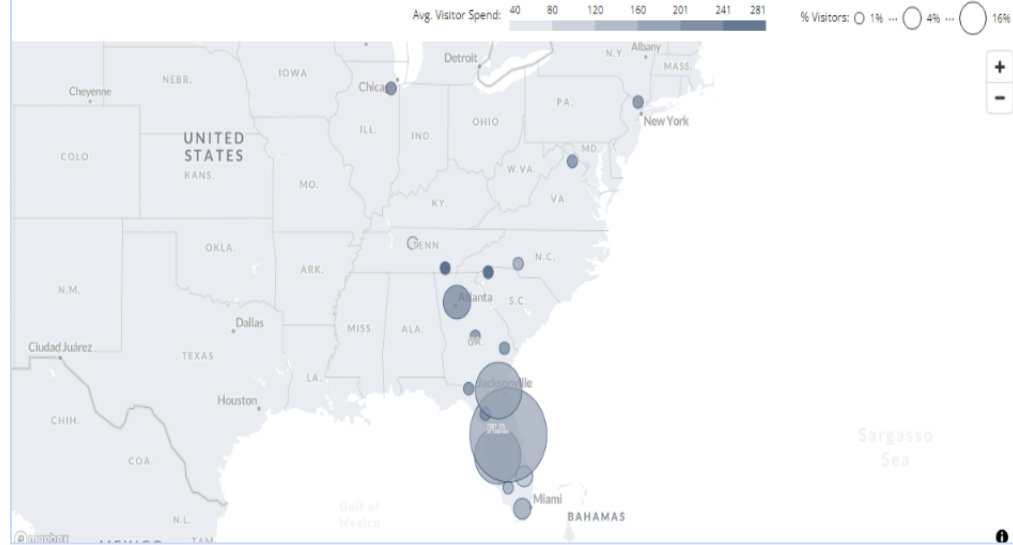 Avg. Visitor Spend: 40 80 120 160 201 241 281
% Visitors: 1% ... 4% ... 16%
Albany
N.Y.
Detroit
MASS.
IOWA
NEBR.
Chica
Cheyenne
PA.
New York
OHIO
ILL.
IND.
UNITED
STATES
MD.
COLO.
W.VA.
KANS.
MO.
VA.
KY.
TENN.
OKLA.
N.C.
ARK.
N.M.
Atlanta
S.C.
Dallas
MISS.
ALA.
GA.
Ciudad Juárez
TEXAS
LA.
Jacksonville
Houston
CHIH.
FLA.
Sargasso
Sea
COA.
Miami
Gulf of
Mexico
BAHAMAS
N.L.
mapbox
MEXICO
TAM.
+
−
i